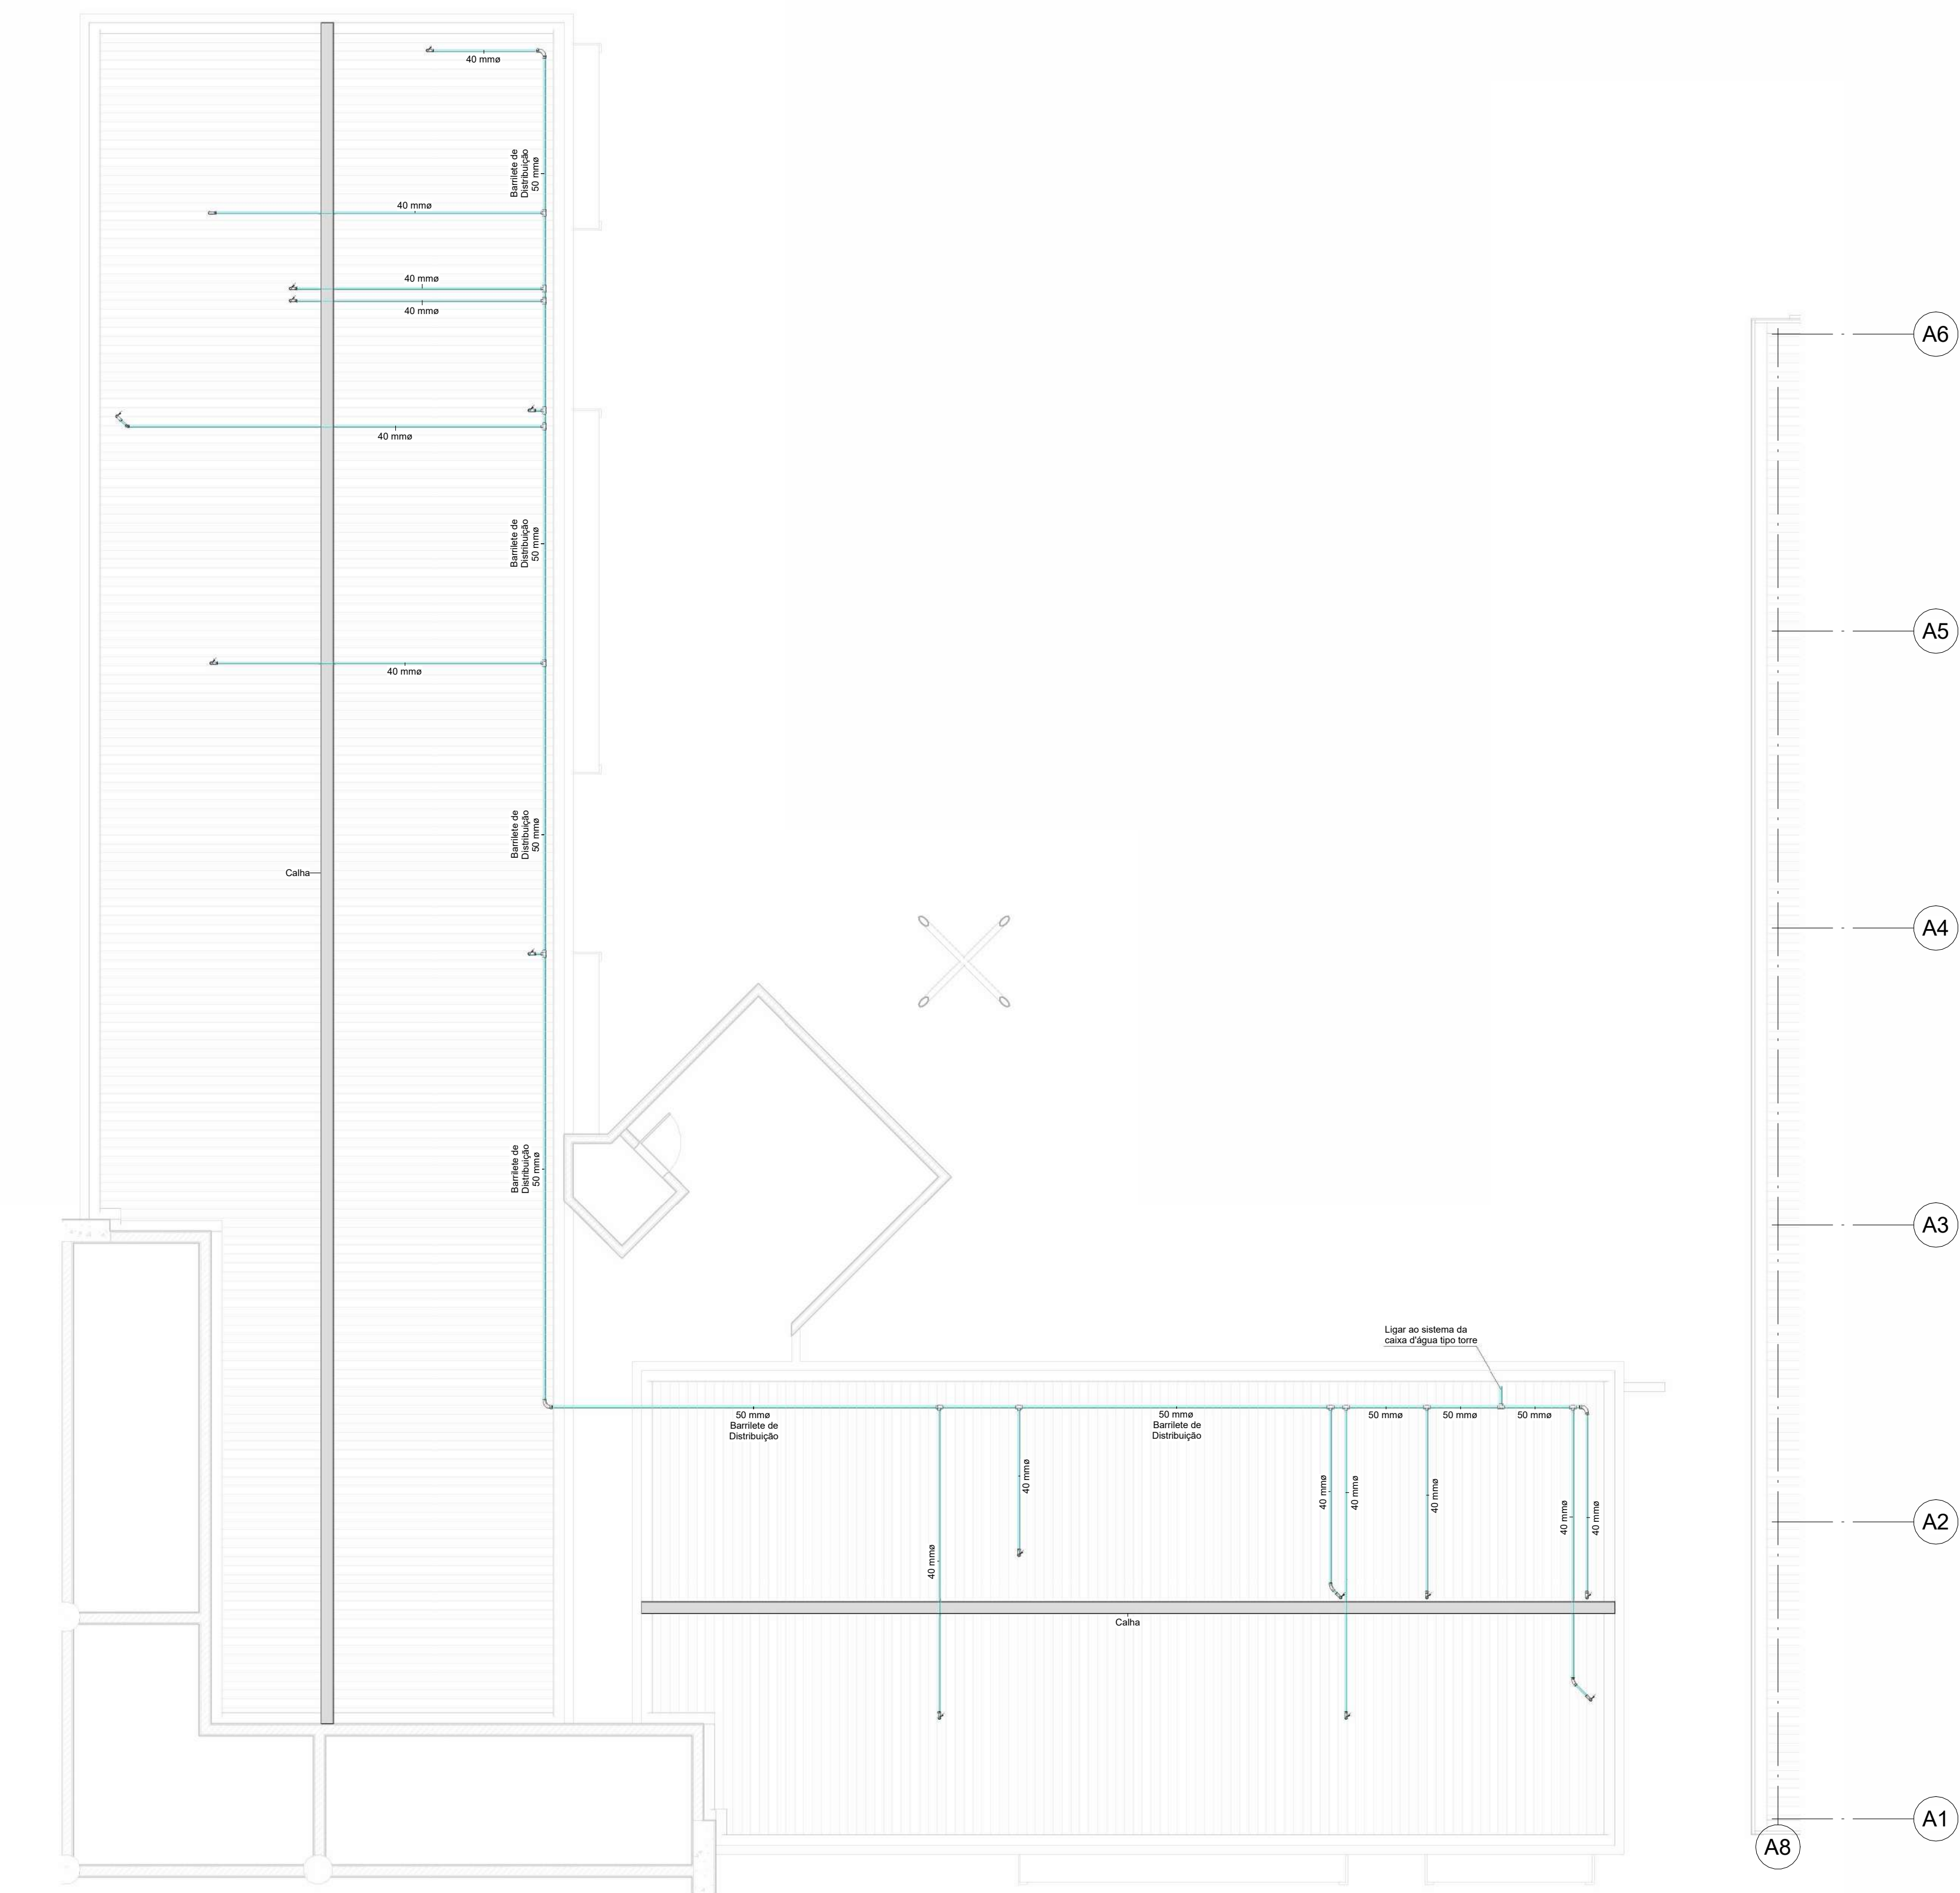 40 mmø
Barrilete de
Distribuição
50 mmø
40 mmø
40 mmø
40 mmø
A6
40 mmø
Barrilete de
Distribuição
50 mmø
A5
40 mmø
Barrilete de
Distribuição
50 mmø
Calha
A4
Barrilete de
Distribuição
50 mmø
A3
Ligar ao sistema da
caixa d'água tipo torre
50 mmø
Barrilete de
Distribuição
50 mmø
Barrilete de
Distribuição
50 mmø
50 mmø
50 mmø
40 mmø
40 mmø
40 mmø
40 mmø
40 mmø
40 mmø
40 mmø
A2
Calha
A1
A8